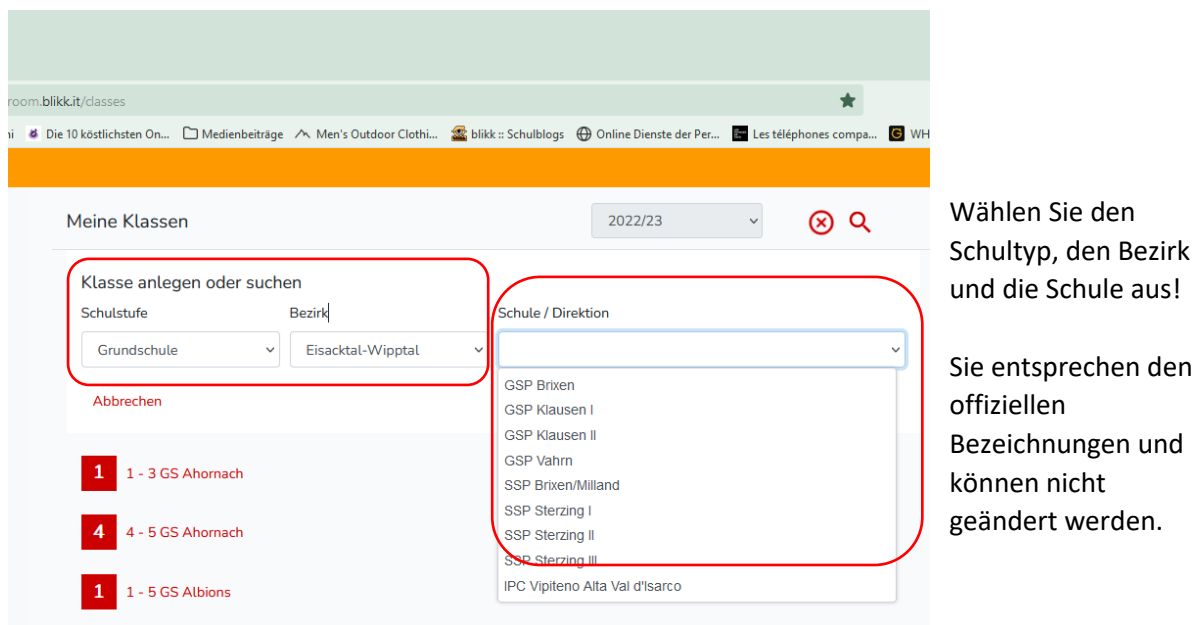 room.blikk.it/classes
ni Die 10 köstlichsten On... Medienbeiträge Men's Outdoor Clothi... blikk :: Schulblogs Online Dienste der Per... Les téléphones compa... WH
Meine Klassen 2022/23
Klasse anlegen oder suchen
Schulstufe Bezirk Schule / Direktion
Grundschule Eisacktal-Wipptal
Abbrechen
GSP Brixen
GSP Klausen I
GSP Klausen II
GSP Vahrn
SSP Brixen/Milland
SSP Sterzing I
SSP Sterzing II
SSP Sterzing III
IPC Vipiteno Alta Val d'Isarco
1 1 - 3 GS Ahornach
4 4 - 5 GS Ahornach
1 1 - 5 GS Albions
Wählen Sie den
Schultyp, den Bezirk
und die Schule aus!
Sie entsprechen den
offiziellen
Bezeichnungen und
können nicht
geändert werden.